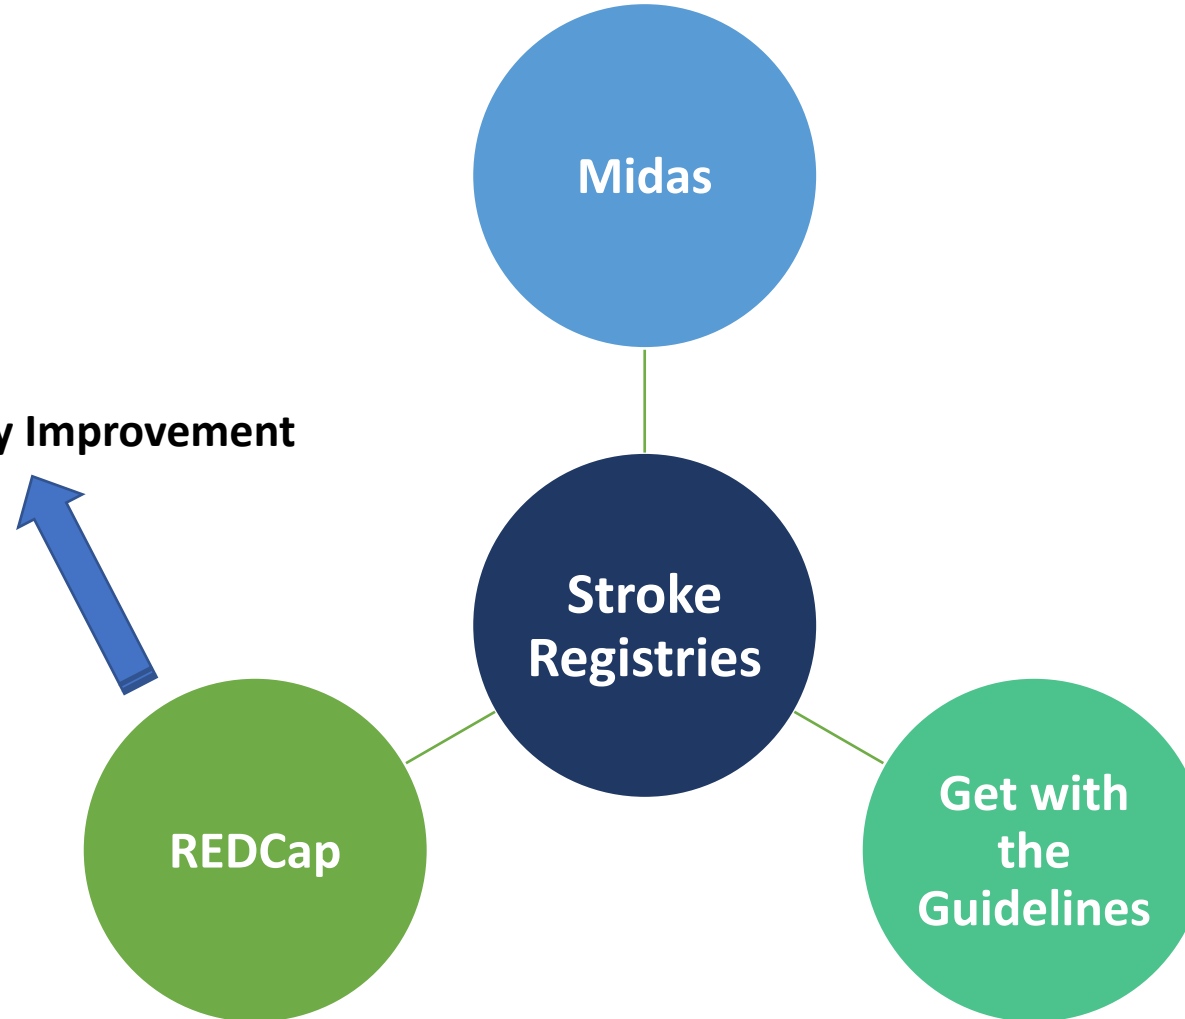 Midas
y Improvement
Stroke
Registries
REDCap
Get with
the
Guidelines